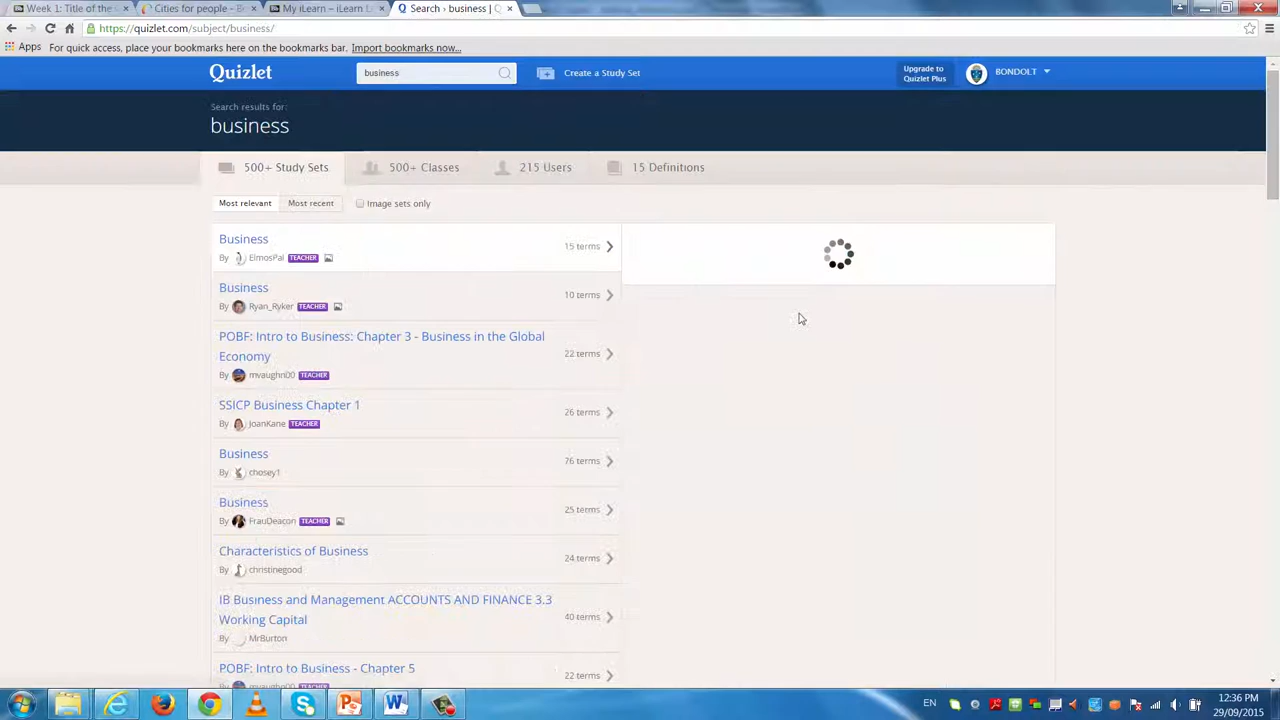 Week 1: Title of the
Cities for people - B
My iLearn – iLearn
Search › business | Q
https://quizlet.com/subject/business/
Apps For quick access, place your bookmarks here on the bookmarks bar. Import bookmarks now...
Quizlet
business
Create a Study Set
Upgrade to
Quizlet Plus
BONDOLT
Search results for:
business
500+ Study Sets
500+ Classes
215 Users
15 Definitions
Most relevant
Most recent
Image sets only
Business
15 terms
By ElmosPal TEACHER
Business
10 terms
By Ryan_Ryker TEACHER
POBF: Intro to Business: Chapter 3 - Business in the Global
Economy
22 terms
By mvaughn00 TEACHER
SSICP Business Chapter 1
26 terms
By JoanKane TEACHER
Business
76 terms
By chosey1
Business
25 terms
By FrauDeacon TEACHER
Characteristics of Business
24 terms
By christinegood
IB Business and Management ACCOUNTS AND FINANCE 3.3
Working Capital
40 terms
By MrBurton
POBF: Intro to Business - Chapter 5
22 terms
By mvaughn00 TEACHER
EN
12:36 PM
29/09/2015